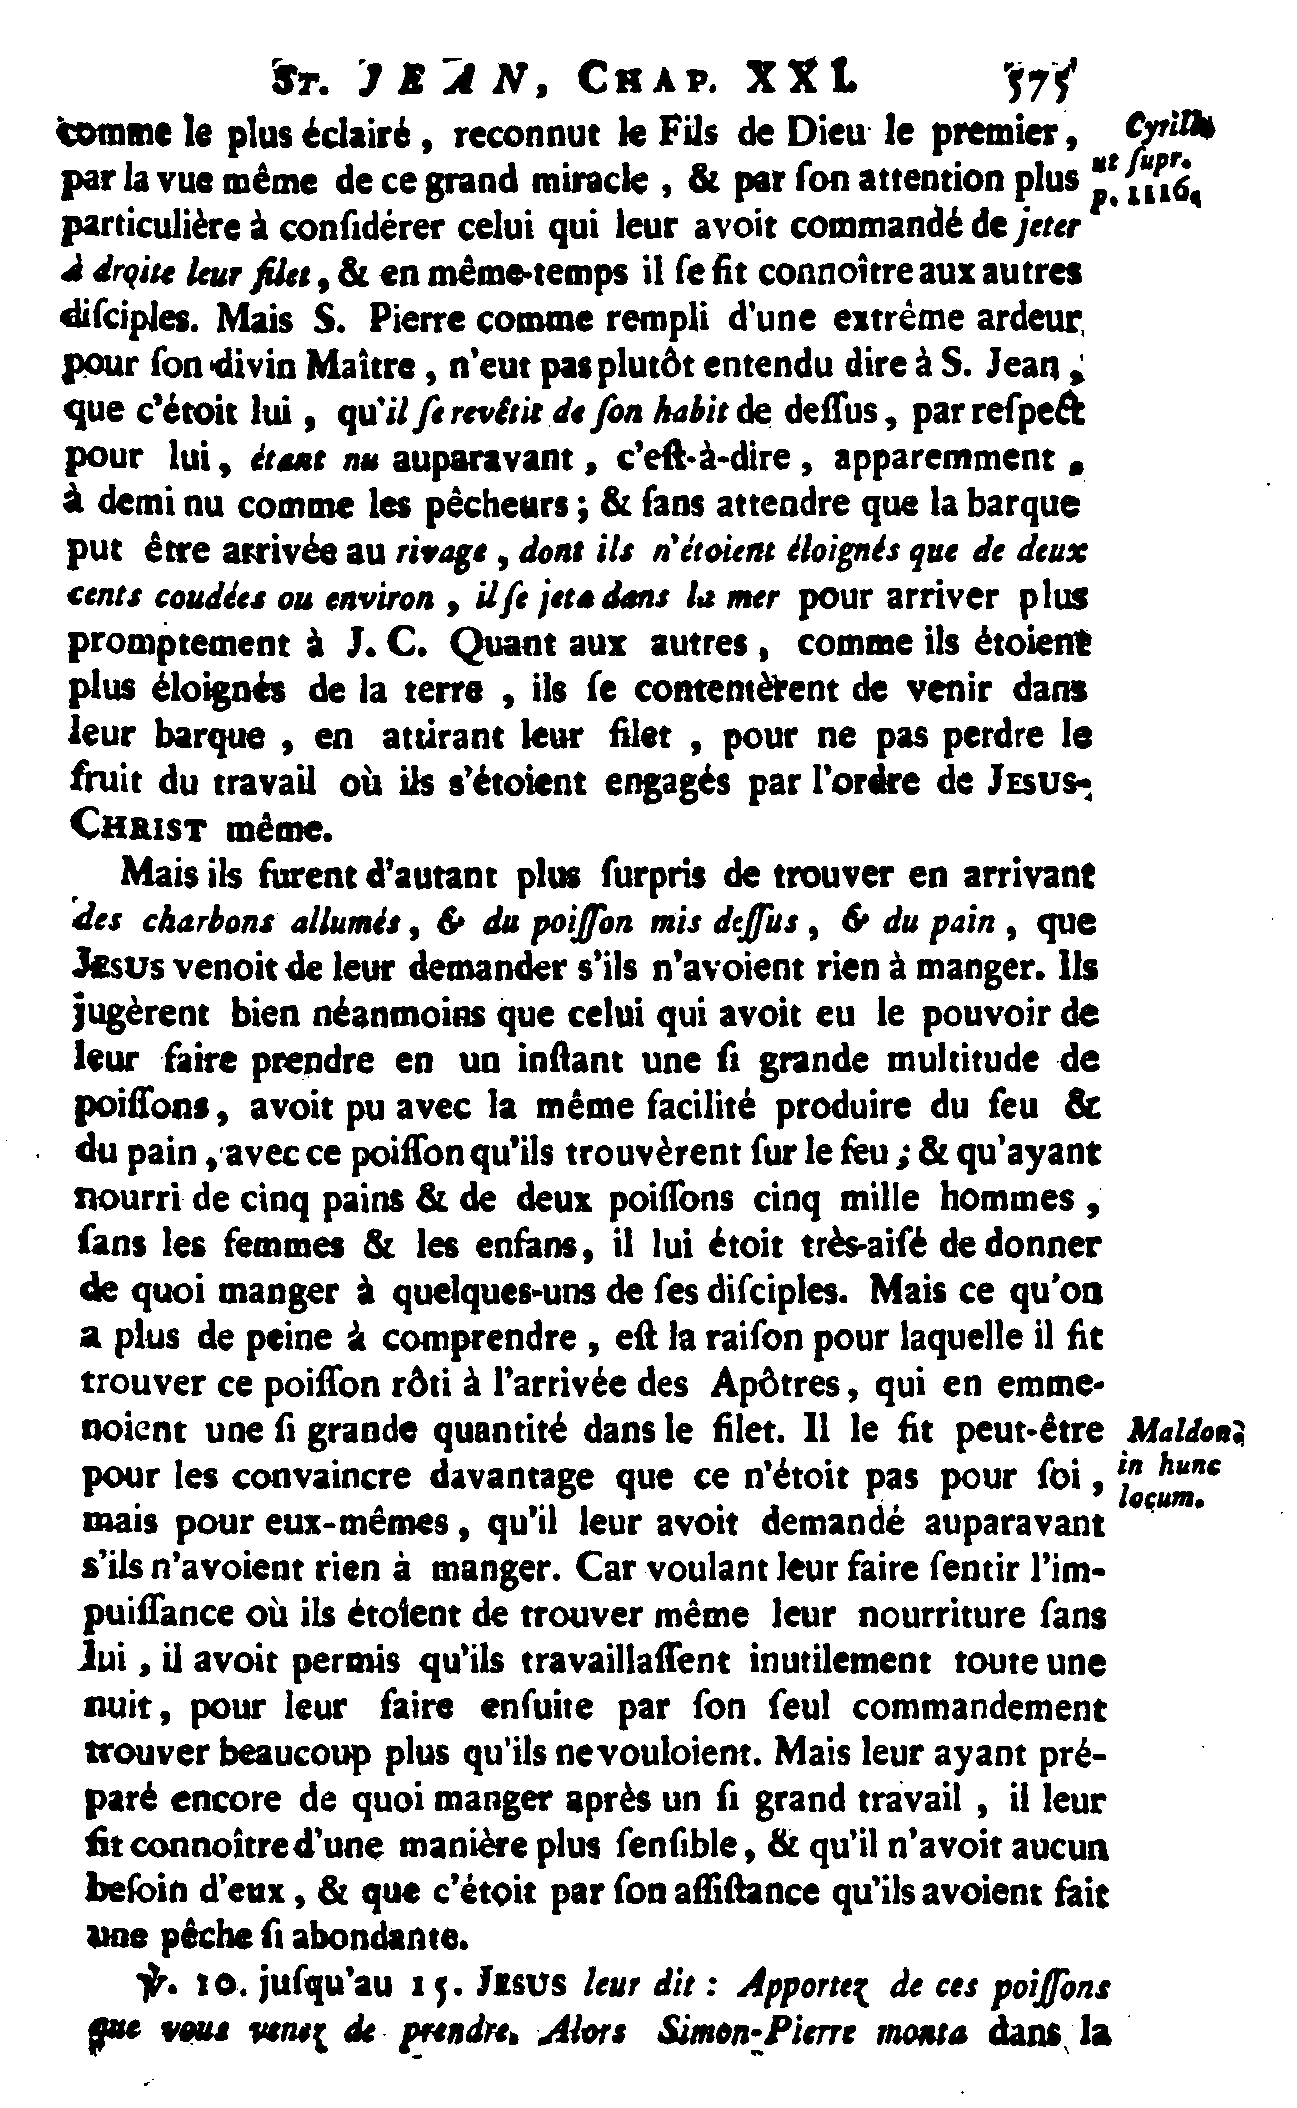 ST. JEAN, CHAP. XXI. 575
comme le plus éclairé, reconnut le Fils de Dieu le premier,
Cyrill.
par la vue même de ce grand miracle, & par ſon attention plus
ut ſupr.
p. 1116.
particulière à conſidérer celui qui leur avoit commandé de jeter
à droite leur filet, & en même-temps il ſe fit connoître aux autres
diſciples. Mais S. Pierre comme rempli d'une extrême ardeur
pour ſon divin Maître, n'eut pas plutôt entendu dire à S. Jean,
que c'étoit lui, qu'il ſe revêtit de ſon habit de deſſus, par reſpect
pour lui, étant nu auparavant, c'eſt-à-dire, apparemment,
à demi nu comme les pêcheurs; & ſans attendre que la barque
put être arrivée au rivage, dont ils n'étoient éloignés que de deux
cents coudées ou environ, il ſe jeta dans la mer pour arriver plus
promptement à J. C. Quant aux autres, comme ils étoient
plus éloignés de la terre, ils ſe contentèrent de venir dans
leur barque, en attirant leur filet, pour ne pas perdre le
fruit du travail où ils s'étoient engagés par l'ordre de JESUS-
CHRIST même.
Mais ils furent d'autant plus ſurpris de trouver en arrivant
des charbons allumés, & du poiſſon mis deſſus, & du pain, que
JESUS venoit de leur demander s'ils n'avoient rien à manger. Ils
jugèrent bien néanmoins que celui qui avoit eu le pouvoir de
leur faire prendre en un inſtant une ſi grande multitude de
poiſſons, avoit pu avec la même facilité produire du feu &
du pain, avec ce poiſſon qu'ils trouvèrent ſur le feu; & qu'ayant
nourri de cinq pains & de deux poiſſons cinq mille hommes,
ſans les femmes & les enfans, il lui étoit très-aiſé de donner
de quoi manger à quelques-uns de ſes diſciples. Mais ce qu'on
a plus de peine à comprendre, eſt la raiſon pour laquelle il fit
trouver ce poiſſon rôti à l'arrivée des Apôtres, qui en emme-
noient une ſi grande quantité dans le filet. Il le fit peut-être
Maldon.
pour les convaincre davantage que ce n'étoit pas pour ſoi,
in hunc
locum.
mais pour eux-mêmes, qu'il leur avoit demandé auparavant
s'ils n'avoient rien à manger. Car voulant leur faire ſentir l'im-
puiſſance où ils étoient de trouver même leur nourriture ſans
lui, il avoit permis qu'ils travaillaſſent inutilement toute une
nuit, pour leur faire enſuite par ſon ſeul commandement
trouver beaucoup plus qu'ils ne vouloient. Mais leur ayant pré-
paré encore de quoi manger après un ſi grand travail, il leur
fit connoître d'une manière plus ſenſible, & qu'il n'avoit aucun
beſoin d'eux, & que c'étoit par ſon aſſiſtance qu'ils avoient fait
une pêche ſi abondante.
℣. 10. juſqu'au 15. JESUS leur dit: Apportez de ces poiſſons
que vous venez de prendre. Alors Simon-Pierre monta dans la